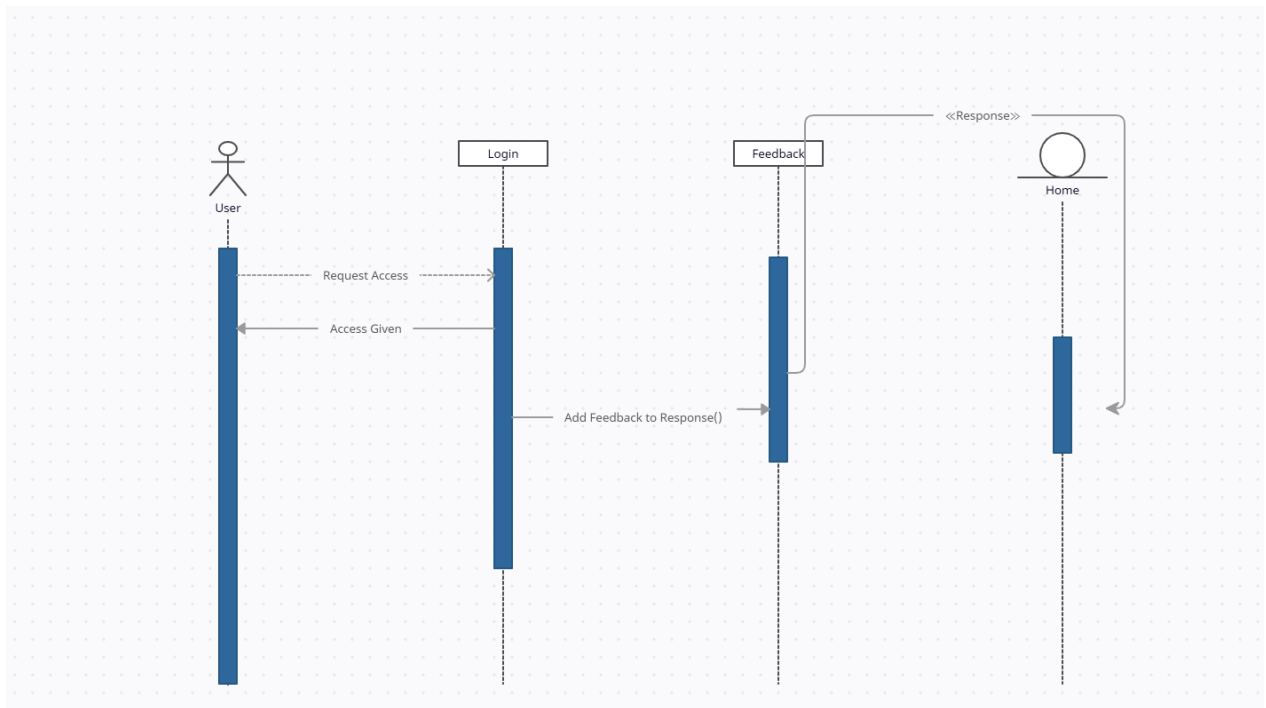 «Response»
Login
Feedback
Home
User
Request Access
Access Given
Add Feedback to Response()